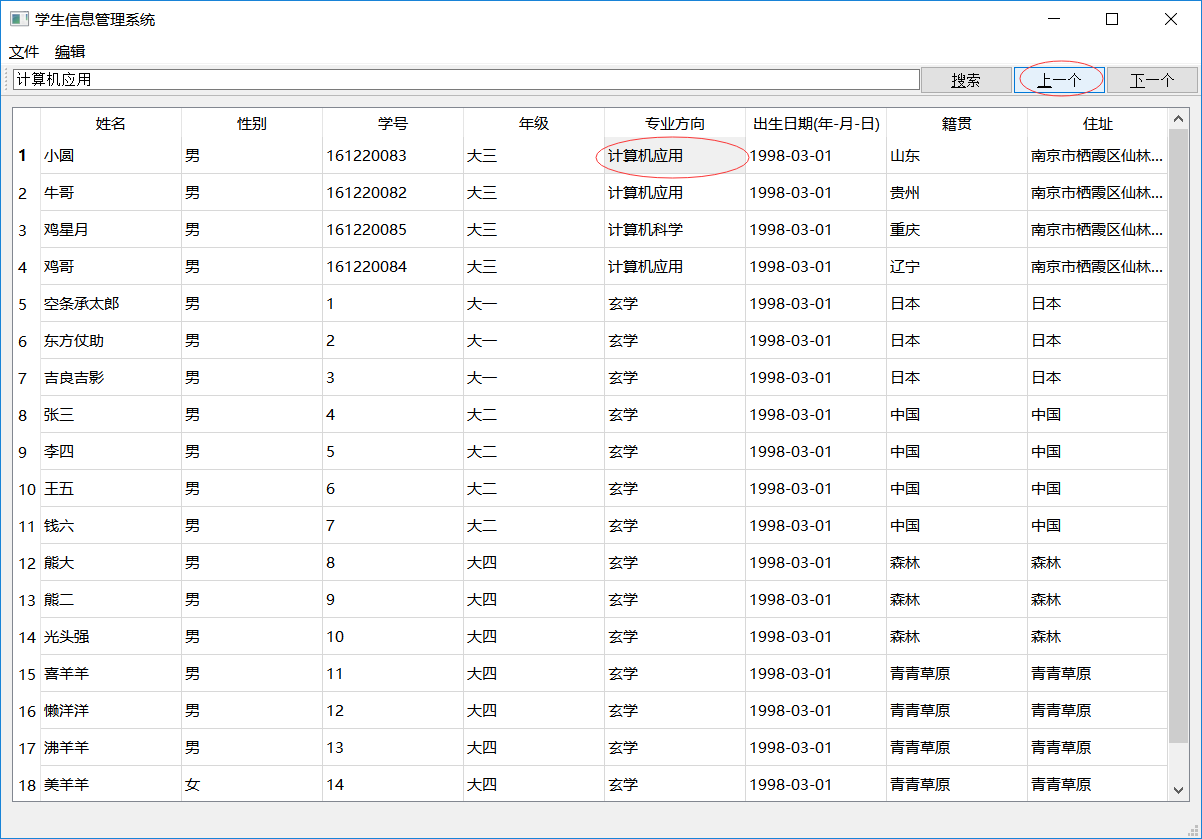 学生信息管理系统
文件 编辑
计算机应用 搜索 上一个 下一个
姓名 性别 学号 年级 专业方向 出生日期(年-月-日) 籍贯 住址
1 小圆 男 161220083 大三 计算机应用 1998-03-01 山东 南京市栖霞区仙林...
2 牛哥 男 161220082 大三 计算机应用 1998-03-01 贵州 南京市栖霞区仙林...
3 鸡星月 男 161220085 大三 计算机科学 1998-03-01 重庆 南京市栖霞区仙林...
4 鸡哥 男 161220084 大三 计算机应用 1998-03-01 辽宁 南京市栖霞区仙林...
5 空条承太郎 男 1 大一 玄学 1998-03-01 日本 日本
6 东方仗助 男 2 大一 玄学 1998-03-01 日本 日本
7 吉良吉影 男 3 大一 玄学 1998-03-01 日本 日本
8 张三 男 4 大二 玄学 1998-03-01 中国 中国
9 李四 男 5 大二 玄学 1998-03-01 中国 中国
10 王五 男 6 大二 玄学 1998-03-01 中国 中国
11 钱六 男 7 大二 玄学 1998-03-01 中国 中国
12 熊大 男 8 大四 玄学 1998-03-01 森林 森林
13 熊二 男 9 大四 玄学 1998-03-01 森林 森林
14 光头强 男 10 大四 玄学 1998-03-01 森林 森林
15 喜羊羊 男 11 大四 玄学 1998-03-01 青青草原 青青草原
16 懒洋洋 男 12 大四 玄学 1998-03-01 青青草原 青青草原
17 沸羊羊 男 13 大四 玄学 1998-03-01 青青草原 青青草原
18 美羊羊 女 14 大四 玄学 1998-03-01 青青草原 青青草原